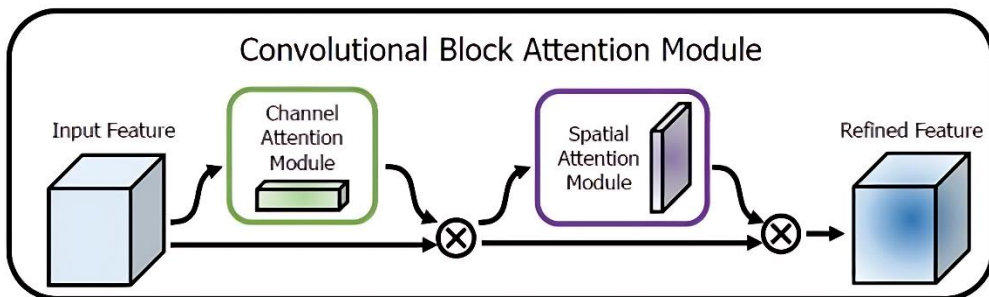 Convolutional Block Attention Module
Input Feature
Channel
Attention
Module
Spatial
Attention
Module
Refined Feature